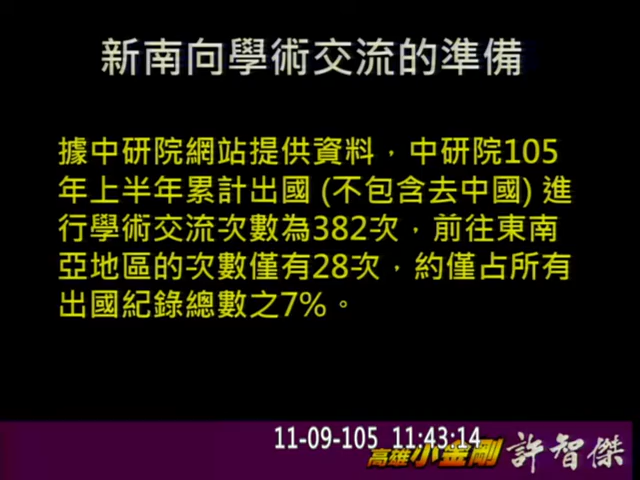 新南向學術交流的準備
據中研院網站提供資料，中研院105
年上半年累計出國 (不包含去中國) 進
行學術交流次數為382次，前往東南
亞地區的次數僅有28次，約僅占所有
出國紀錄總數之7%。
11-09-105 11:43:14
高雄小金剛 許智傑